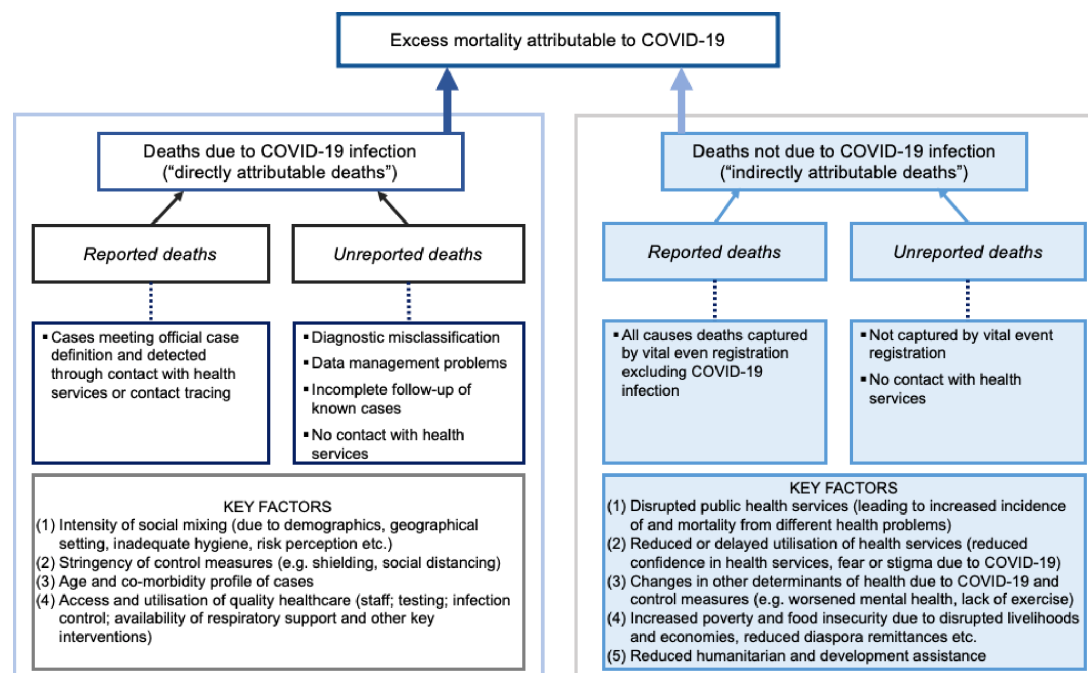 Excess mortality attributable to COVID-19
Deaths due to COVID-19 infection
(“directly attributable deaths”)
Reported deaths
Unreported deaths
▪ Cases meeting official case
definition and detected
through contact with health
services or contact tracing
▪ Diagnostic misclassification
▪ Data management problems
▪ Incomplete follow-up of
known cases
▪ No contact with health
services
KEY FACTORS
(1) Intensity of social mixing (due to demographics, geographical
setting, inadequate hygiene, risk perception etc.)
(2) Stringency of control measures (e.g. shielding, social distancing)
(3) Age and co-morbidity profile of cases
(4) Access and utilisation of quality healthcare (staff; testing; infection
control; availability of respiratory support and other key
interventions)
Deaths not due to COVID-19 infection
(“indirectly attributable deaths”)
Reported deaths
Unreported deaths
▪ All causes deaths captured
by vital even registration
excluding COVID-19
infection
▪ Not captured by vital event
registration
▪ No contact with health
services
KEY FACTORS
(1) Disrupted public health services (leading to increased incidence
of and mortality from different health problems)
(2) Reduced or delayed utilisation of health services (reduced
confidence in health services, fear or stigma due to COVID-19)
(3) Changes in other determinants of health due to COVID-19 and
control measures (e.g. worsened mental health, lack of exercise)
(4) Increased poverty and food insecurity due to disrupted livelihoods
and economies, reduced diaspora remittances etc.
(5) Reduced humanitarian and development assistance